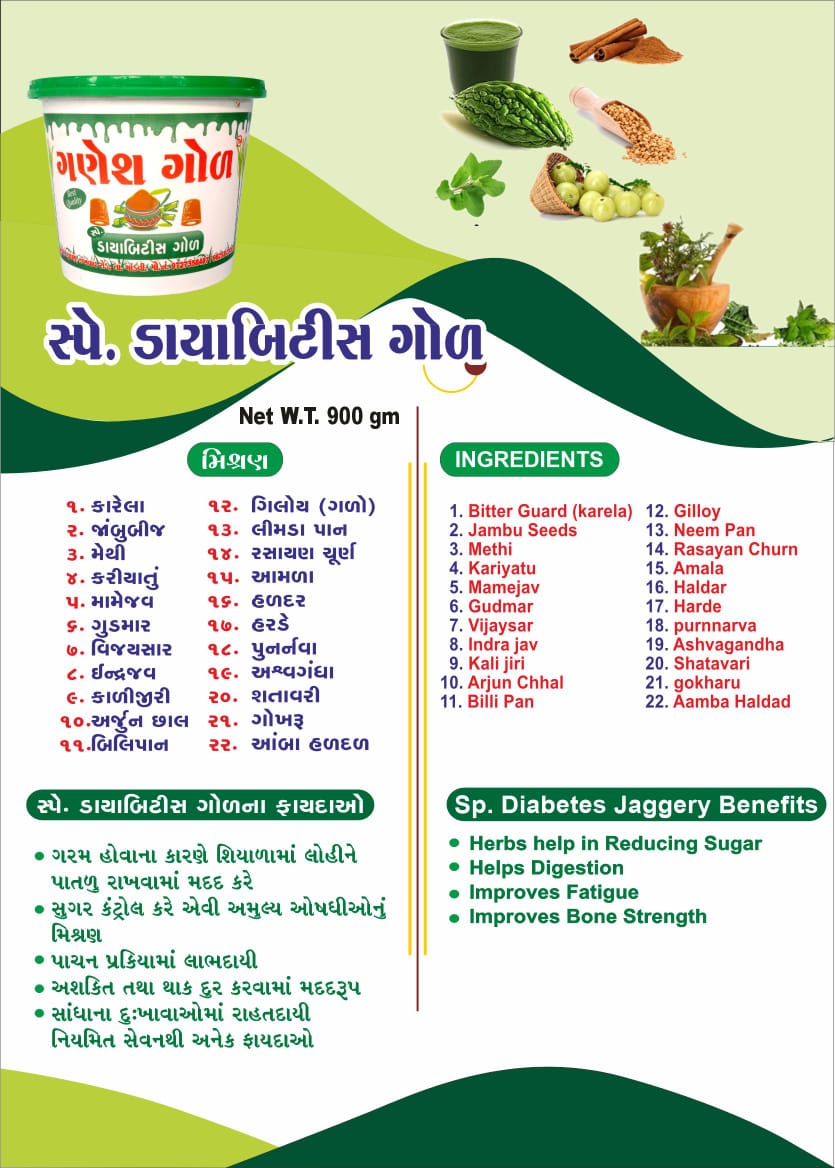 ગણેશ ગોળ
Best
Quality
સ્પે.
ડાયાબિટીસ ગોળ
સ્પે. ડાયાબિટીસ ગોળ
Net W.T. 900 gm
મિશ્રણ
૧. કારેલા
૨. જાંબુબીજ
૩. મેથી
૪. કરીયાતું
૫. મામેજવ
૬. ગુડમાર
૭. વિજયસાર
૮. ઈન્દ્રજવ
૯. કાળીજીરી
૧૦.અર્જુન છાલ
૧૧.બિલિપાન
૧૨. ગિલોય (ગળો)
૧૩. લીમડા પાન
૧૪. રસાયણ ચૂર્ણ
૧૫. આમળા
૧૬. હળદર
૧૭. હરડે
૧૮. પુનર્નવા
૧૯. અશ્વગંધા
૨૦. શતાવરી
૨૧. ગોખરૂ
૨૨. આંબા હળદળ
INGREDIENTS
1. Bitter Guard (karela)
2. Jambu Seeds
3. Methi
4. Kariyatu
5. Mamejav
6. Gudmar
7. Vijaysar
8. Indra jav
9. Kali jiri
10. Arjun Chhal
11. Billi Pan
12. Gilloy
13. Neem Pan
14. Rasayan Churn
15. Amala
16. Haldar
17. Harde
18. purnnarva
19. Ashvagandha
20. Shatavari
21. gokharu
22. Aamba Haldad
સ્પે. ડાયાબિટીસ ગોળના ફાયદાઓ
• ગરમ હોવાના કારણે શિયાળામાં લોહીને
પાતળુ રાખવામાં મદદ કરે
• સુગર કંટ્રોલ કરે એવી અમુલ્ય ઓષધીઓનું
મિશ્રણ
• પાચન પ્રકિયામાં લાભદાયી
• અશકિત તથા થાક દુર કરવામાં મદદરૂપ
• સાંધાના દુઃખાવાઓમાં રાહતદાયી
નિયમિત સેવનથી અનેક ફાયદાઓ
Sp. Diabetes Jaggery Benefits
• Herbs help in Reducing Sugar
• Helps Digestion
• Improves Fatigue
• Improves Bone Strength